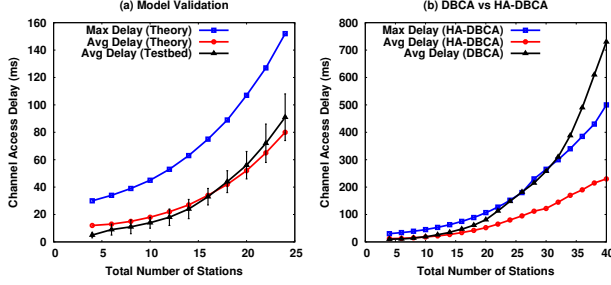 (a) Model Validation
Max Delay (Theory)
Avg Delay (Theory)
Avg Delay (Testbed)
Channel Access Delay (ms)
160
140
120
100
80
60
40
20
0
0 5 10 15 20 25
Total Number of Stations
(b) DBCA vs HA-DBCA
Max Delay (HA-DBCA)
Avg Delay (HA-DBCA)
Avg Delay (DBCA)
Channel Access Delay (ms)
800
700
600
500
400
300
200
100
0
0 5 10 15 20 25 30 35 40
Total Number of Stations